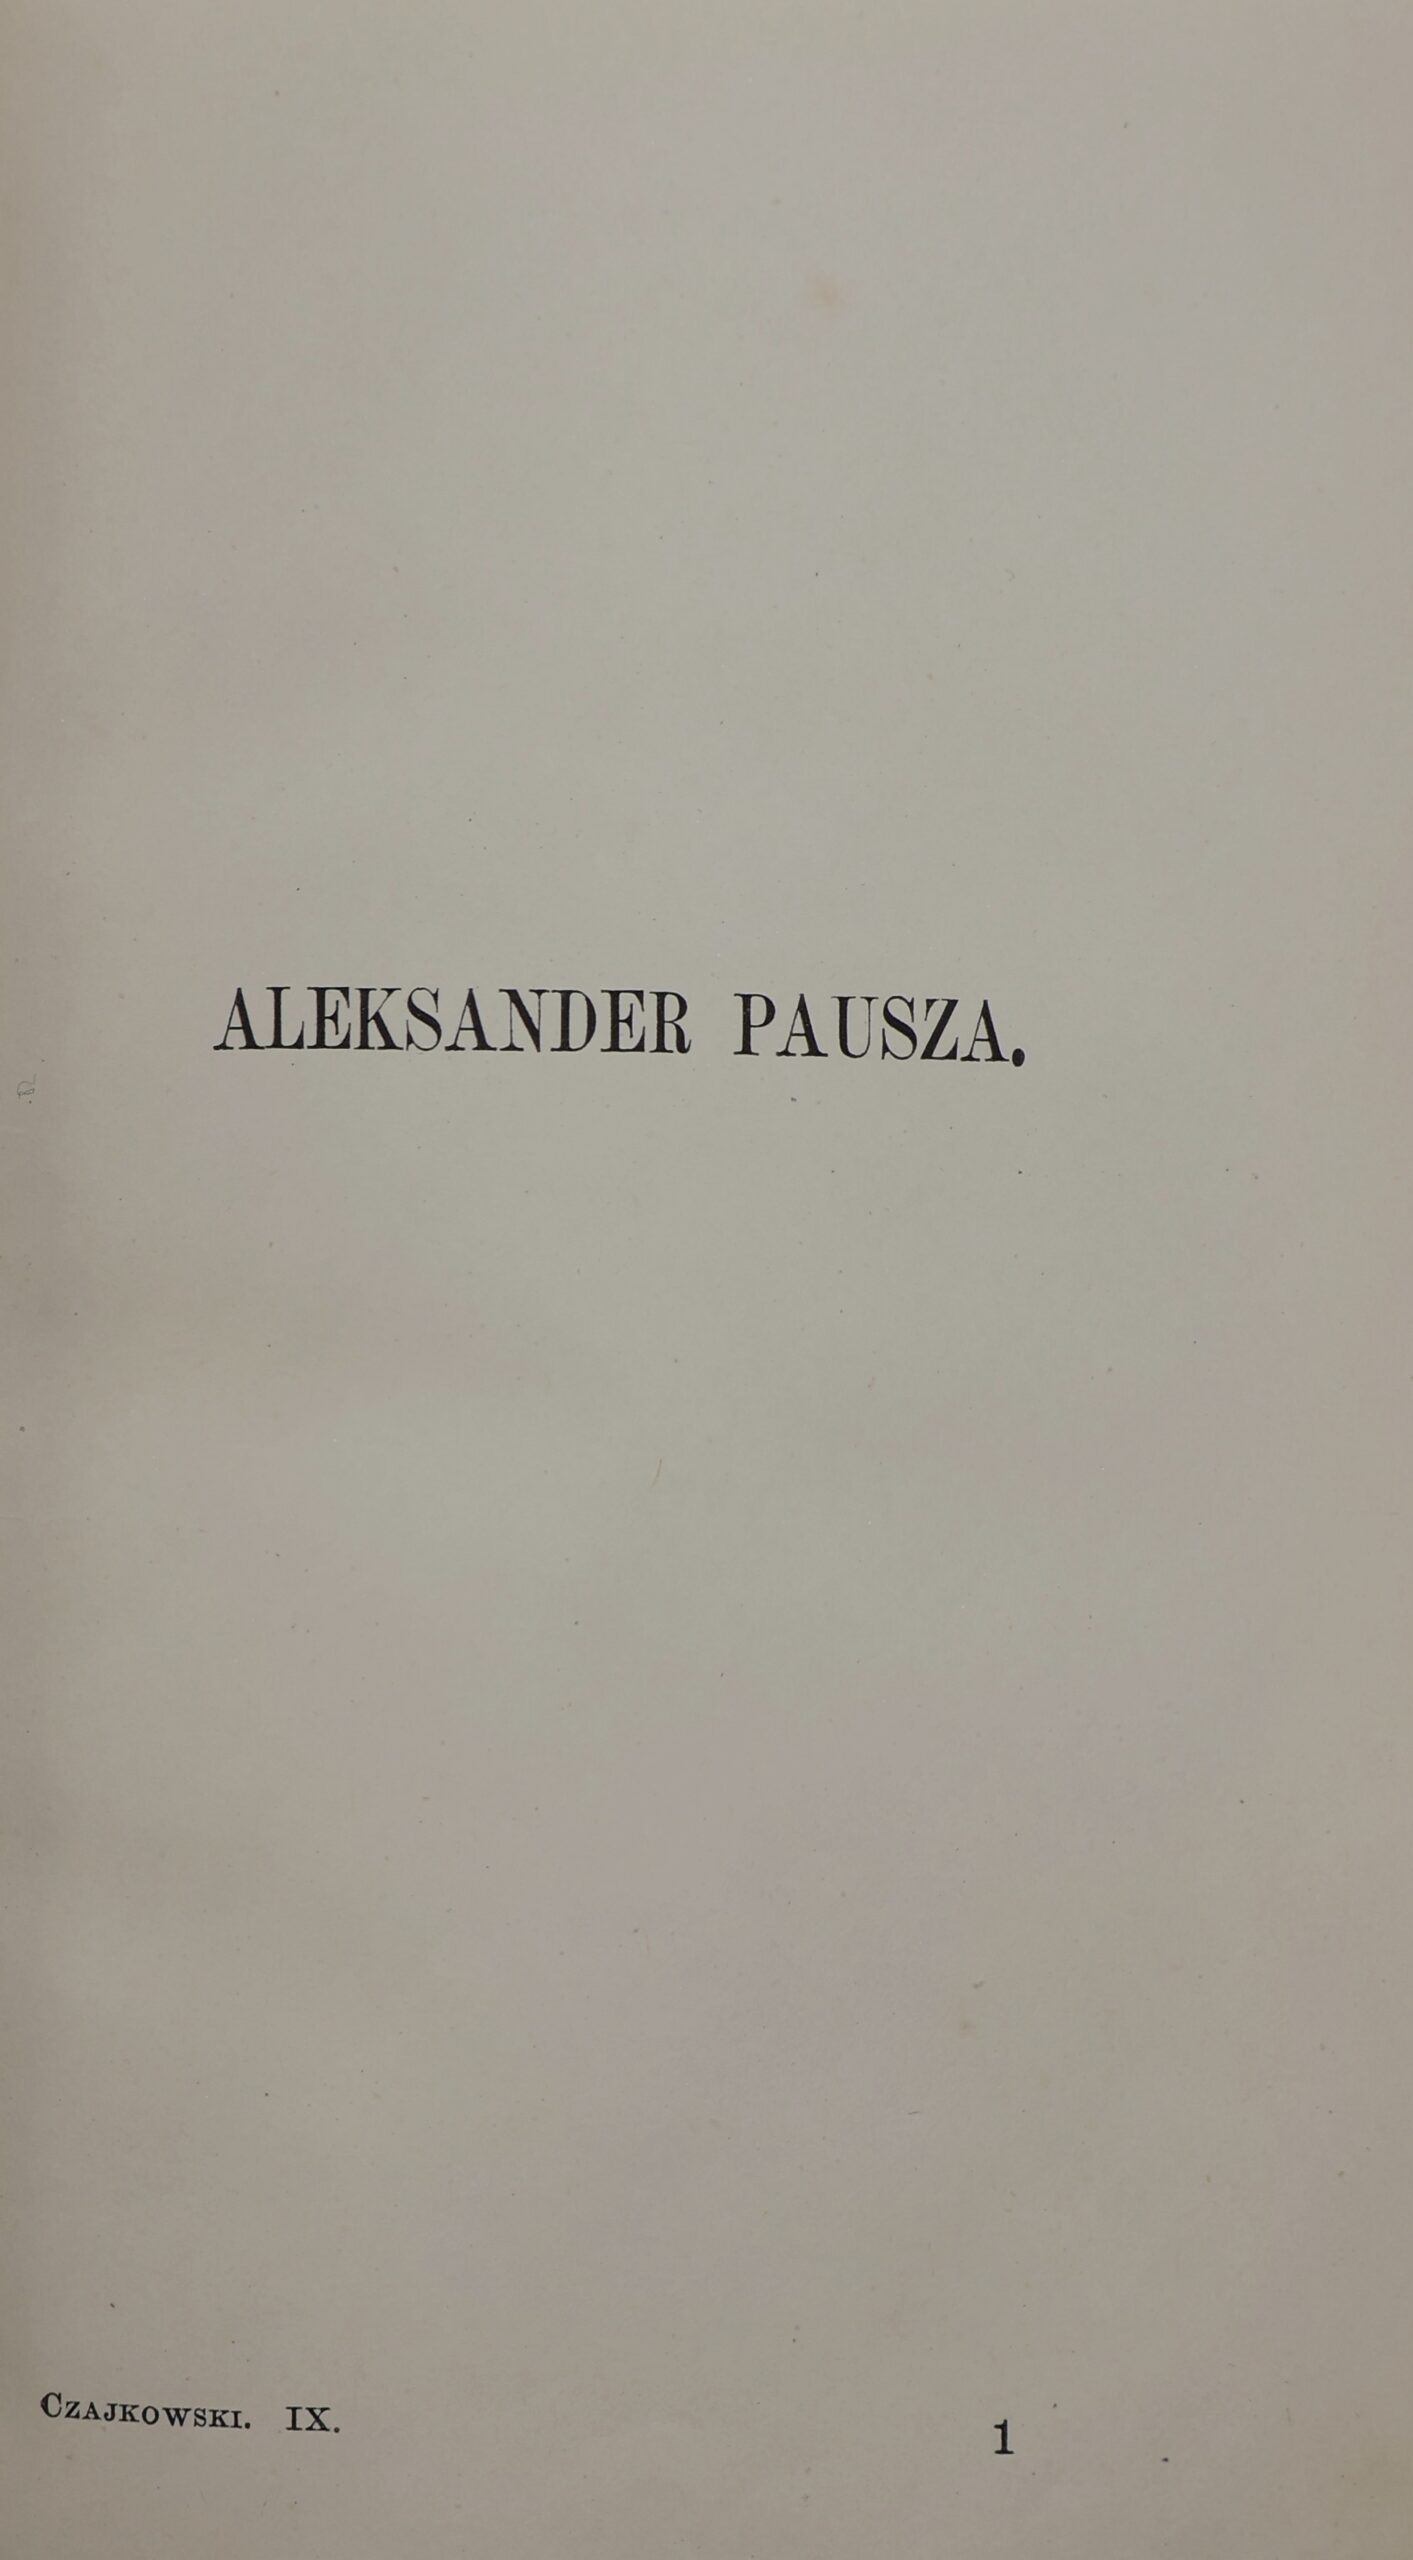 ALEKSANDER PAUSZA.
CZAJKOWSKI. IX.
1